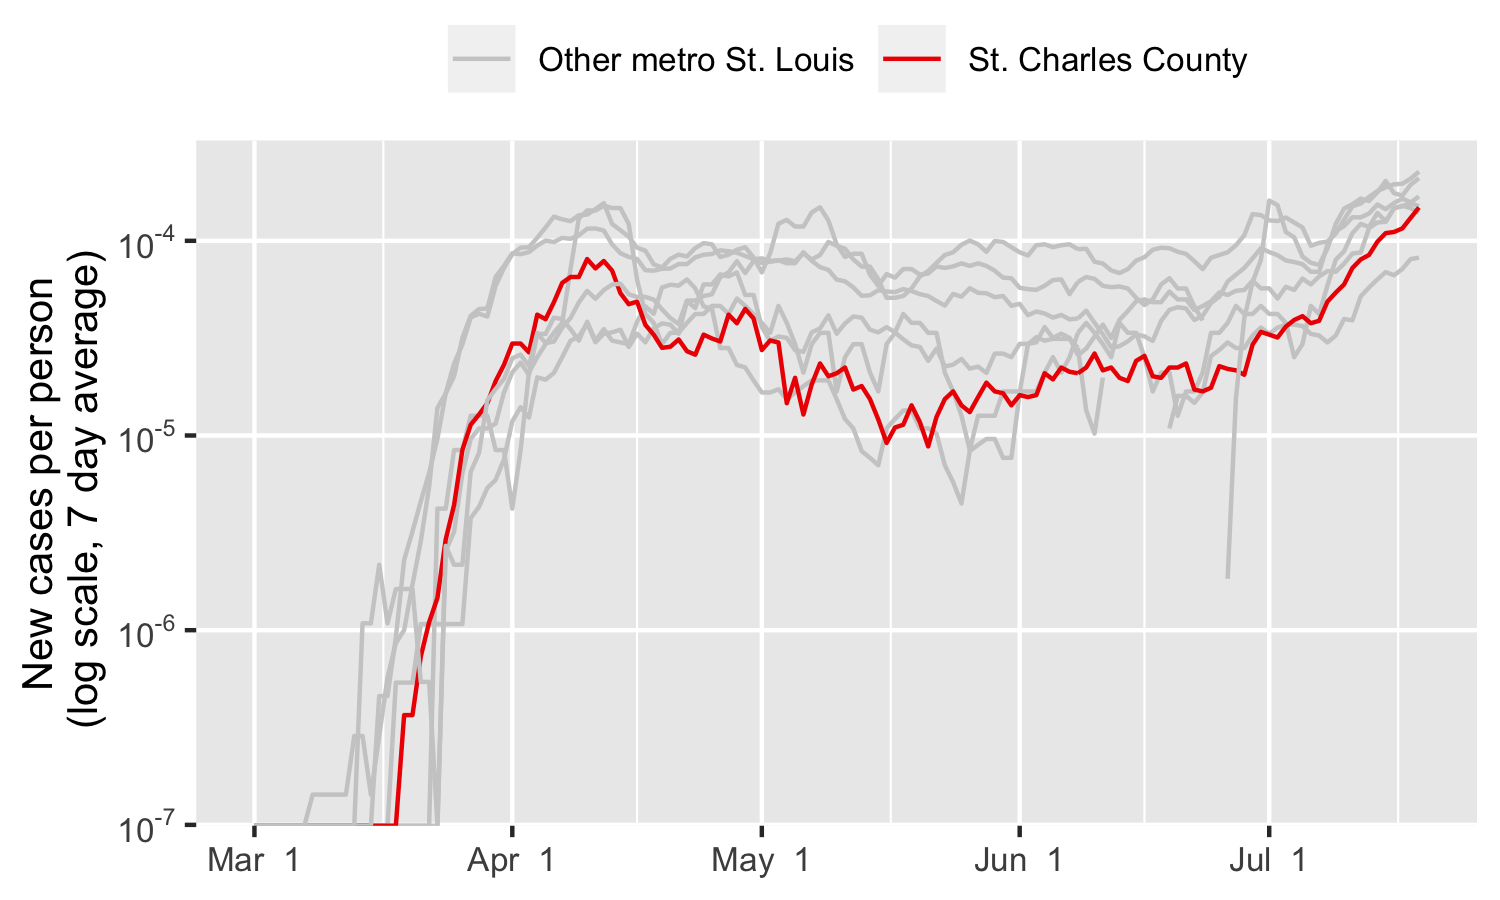 Other metro St. Louis
St. Charles County
New cases per person
(log scale, 7 day average)
10⁻⁴
10⁻⁵
10⁻⁶
10⁻⁷
Mar 1
Apr 1
May 1
Jun 1
Jul 1